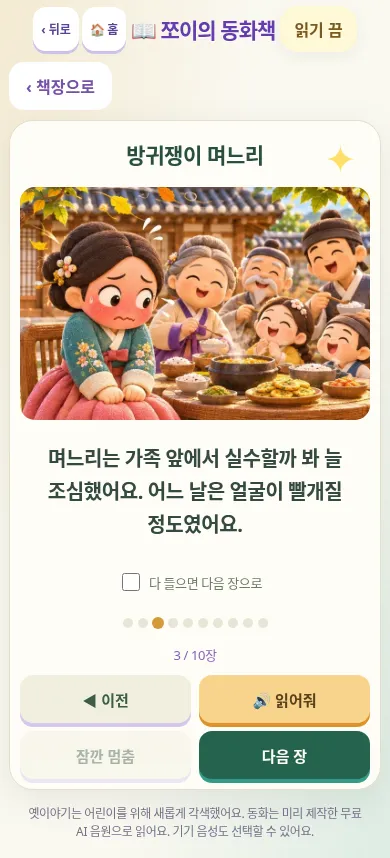 ‹ 뒤로 🏠 홈 📖 쪼이의 동화책 읽기 끔
‹ 책장으로
방귀쟁이 며느리
며느리는 가족 앞에서 실수할까 봐 늘
조심했어요. 어느 날은 얼굴이 빨개질
정도였어요.
다 들으면 다음 장으로
3 / 10장
◀ 이전 🔊 읽어줘
잠깐 멈춤 다음 장
옛이야기는 어린이를 위해 새롭게 각색했어요. 동화는 미리 제작한 무료
AI 음원으로 읽어요. 기기 음성도 선택할 수 있어요.